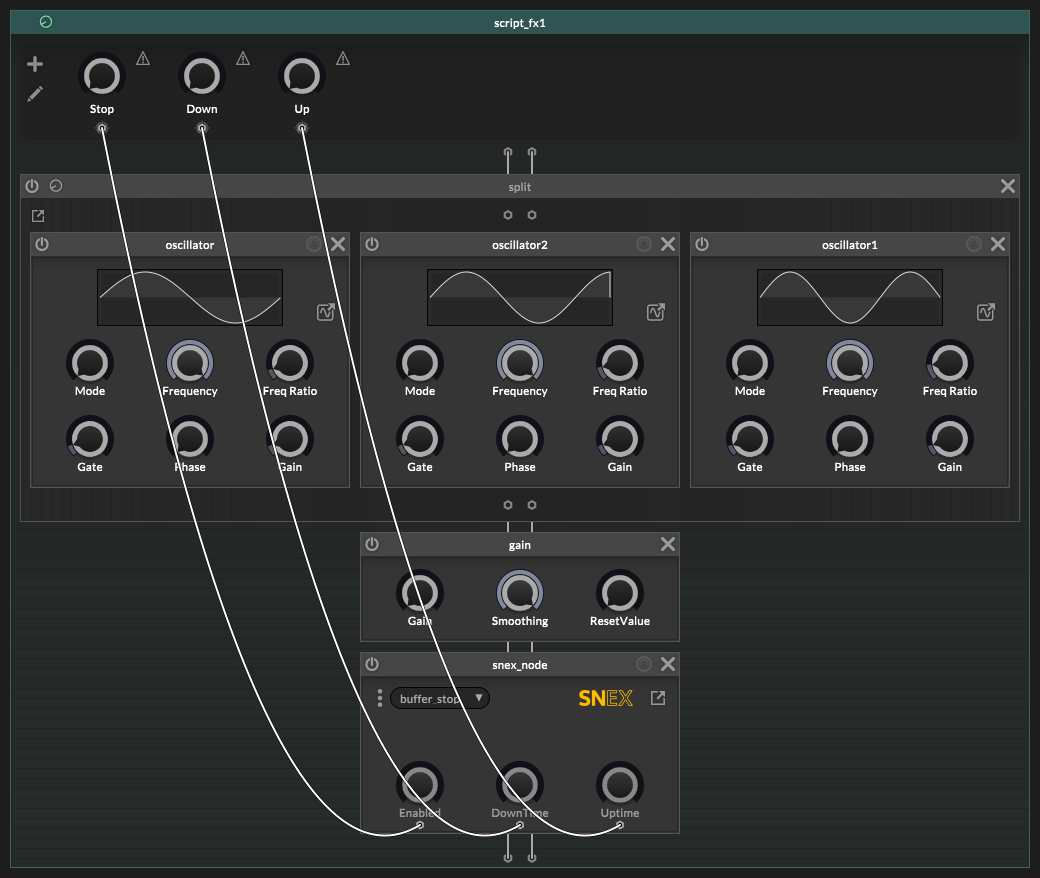 script_fx1
Stop Down Up
split
oscillator oscillator2 oscillator1
Mode Frequency Freq Ratio Mode Frequency Freq Ratio Mode Frequency Freq Ratio
Gate Phase Gain Gate Phase Gain Gate Phase Gain
gain
Gain Smoothing ResetValue
snex_node
buffer_stop SNEX
Enabled DownTime Uptime